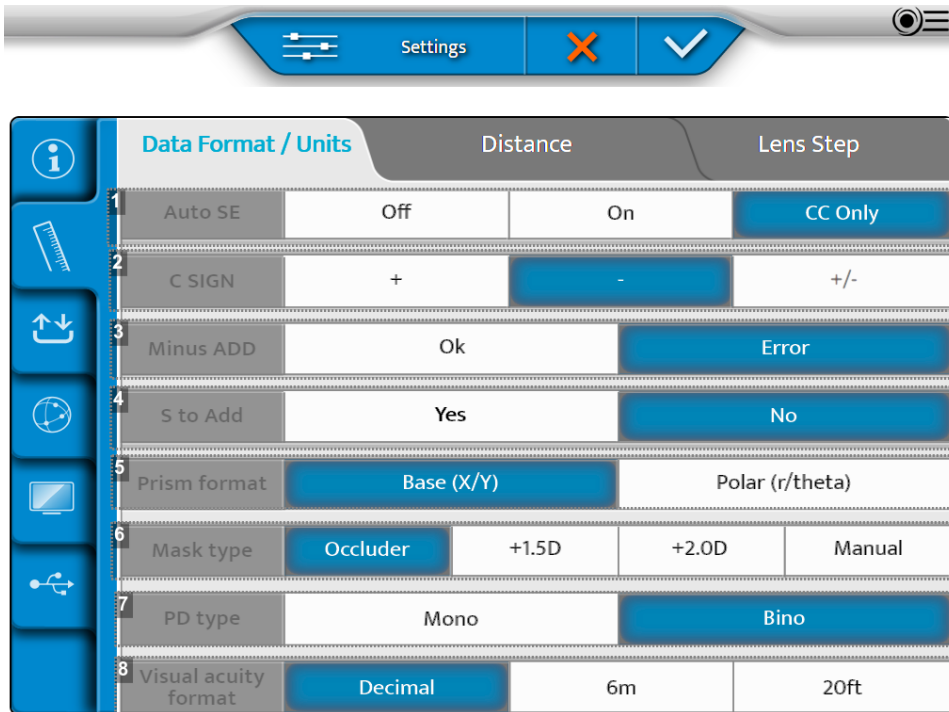 Settings
Data Format / Units Distance Lens Step
1 Auto SE Off On CC Only
2 C SIGN + - +/-
3 Minus ADD Ok Error
4 S to Add Yes No
5 Prism format Base (X/Y) Polar (r/theta)
6 Mask type Occluder +1.5D +2.0D Manual
7 PD type Mono Bino
8 Visual acuity
format Decimal 6m 20ft